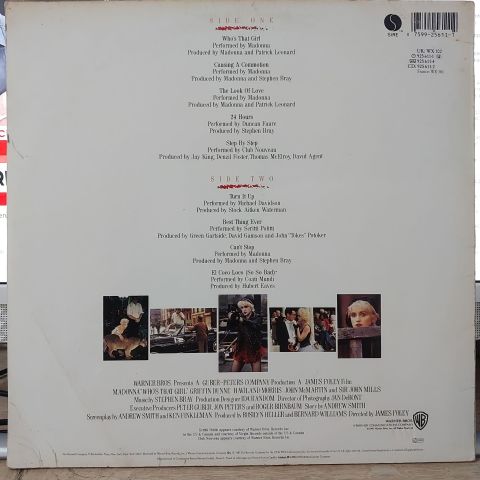 SIDE ONE
Who's That Girl
Performed by Madonna
Produced by Madonna and Patrick Leonard
Causing A Commotion
Performed by Madonna
Produced by Madonna and Stephen Bray
The Look Of Love
Performed by Madonna
Produced by Madonna and Patrick Leonard
24 Hours
Performed by Duncan Faure
Produced by Stephen Bray
Step By Step
Performed by Club Nouveau
Produced by Jay King, Denzil Foster, Thomas McElroy, David Agent
SIDE TWO
Turn It Up
Performed by Michael Davidson
Produced by Stock Aitken Waterman
Best Thing Ever
Performed by Scritti Politti
Produced by Green Gartside, David Gamson and John "Tokes" Potoker
Can't Stop
Performed by Madonna
Produced by Madonna and Stephen Bray
El Coco Loco (So So Bad)
Performed by Coati Mundi
Produced by Hubert Eaves
SIRE
7599-25611-1
WARNER BROS. Presents A GUBER-PETERS COMPANY Production A JAMES FOLEY Film
MADONNA "WHO'S THAT GIRL" GRIFFIN DUNNE HAVILAND MORRIS JOHN McMARTIN and SIR JOHN MILLS
Music by STEPHEN BRAY Production Designer IDA RANDOM Director of Photography JAN DeBONT
Executive Producers PETER GUBER, JON PETERS and ROGER BIRNBAUM Story by ANDREW SMITH
Screenplay by ANDREW SMITH and KEN FINKLEMAN Produced by ROSILYN HELLER and BERNARD WILLIAMS Directed by JAMES FOLEY
WARNER BROS